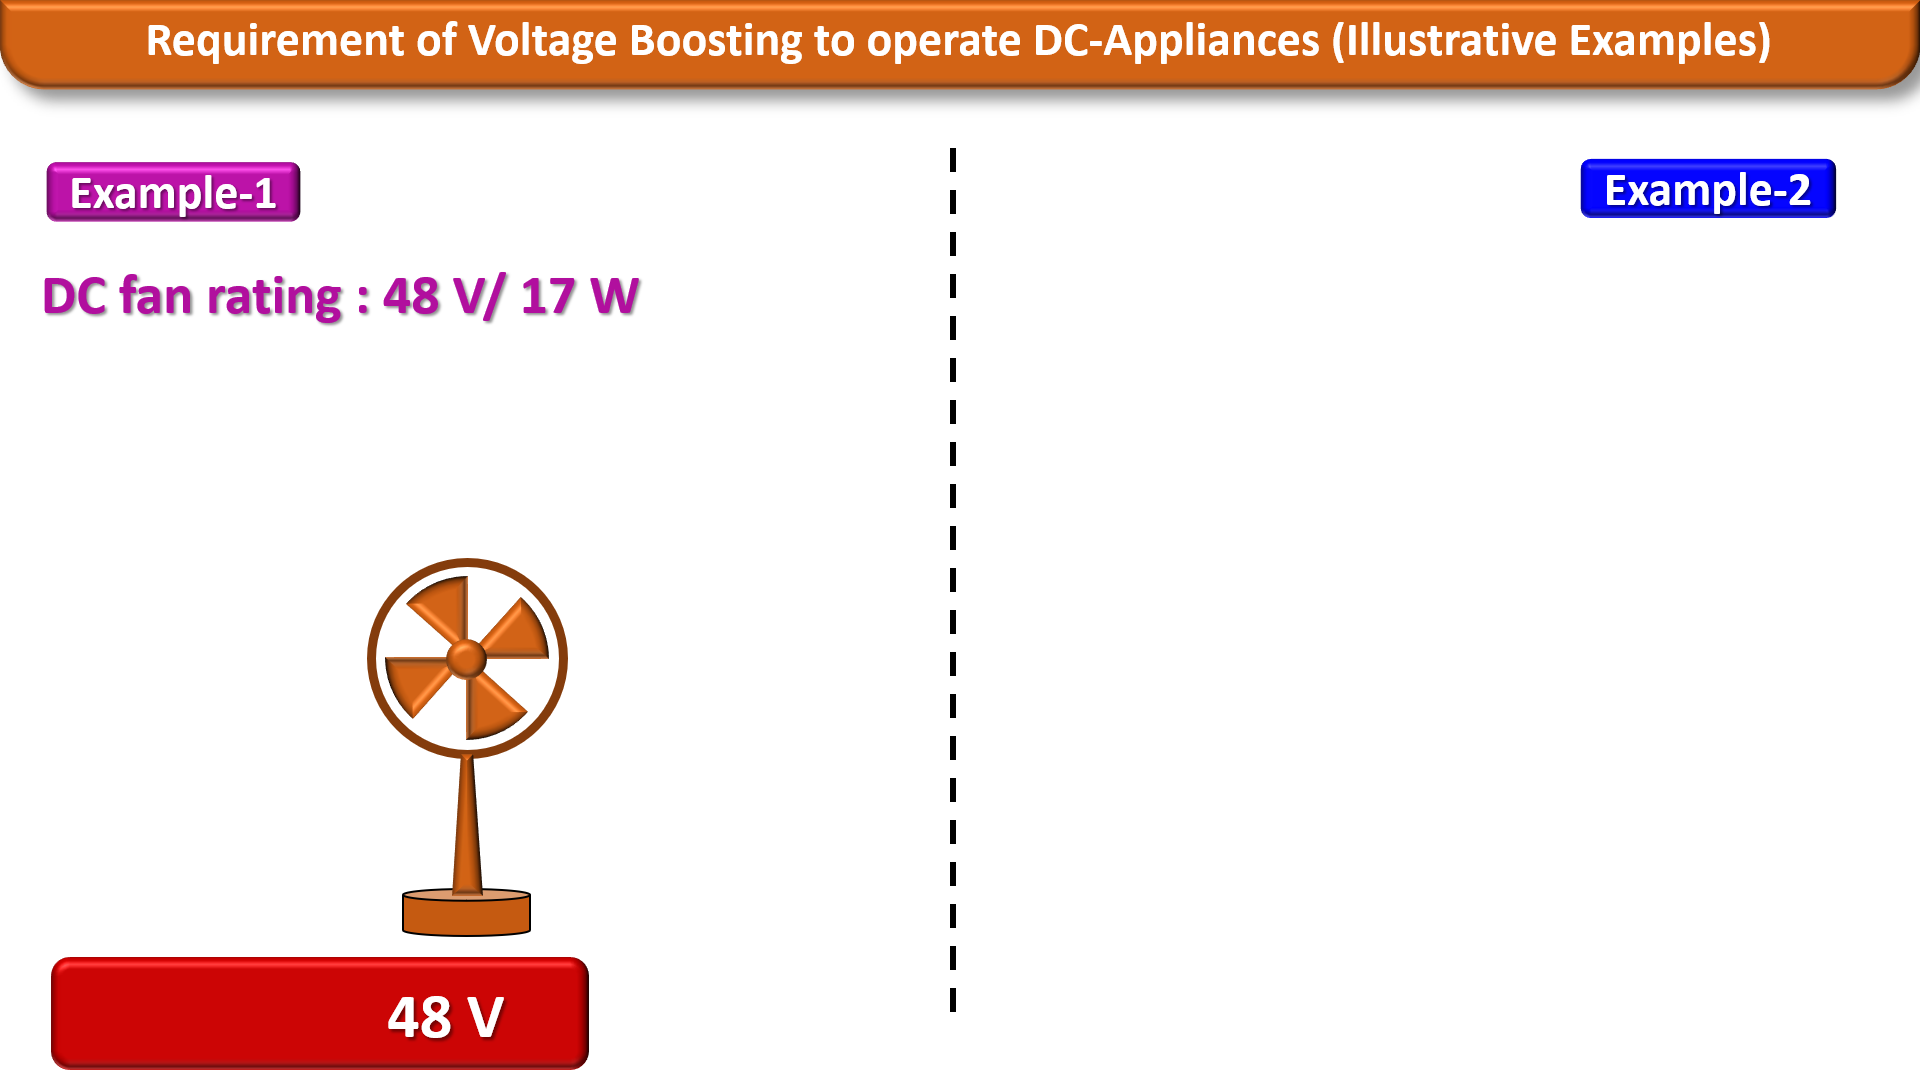 Requirement of Voltage Boosting to operate DC-Appliances (Illustrative Examples)
Example-1
Example-2
DC fan rating : 48 V/ 17 W
48 V